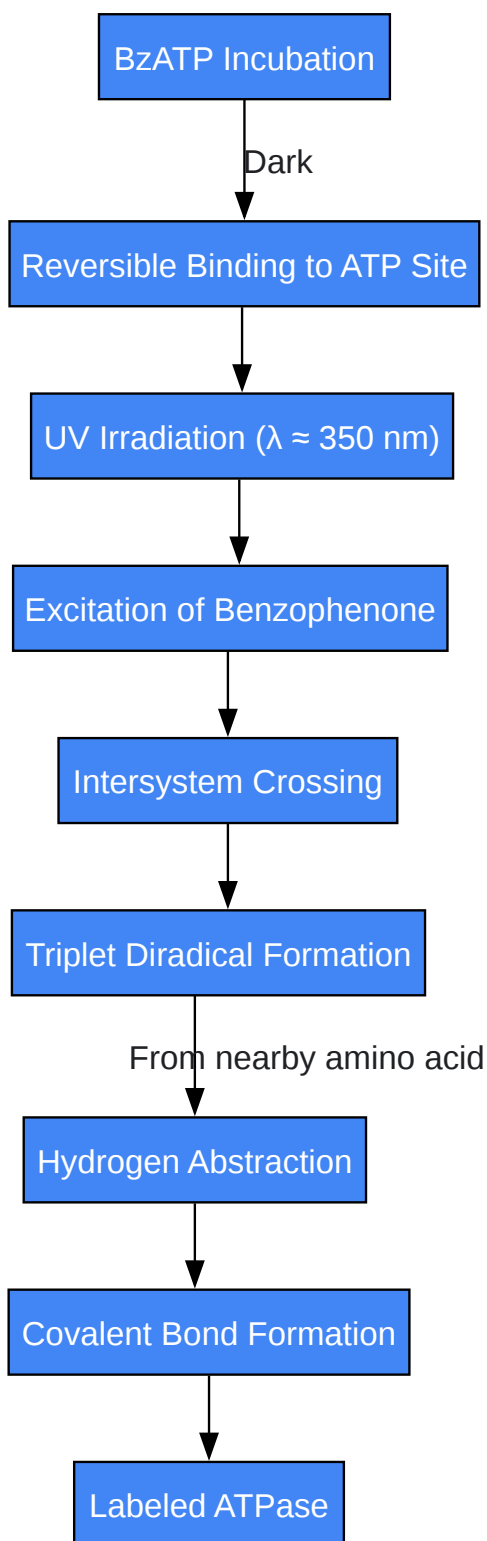 BzATP Incubation
Dark
Reversible Binding to ATP Site
UV Irradiation (λ ≈ 350 nm)
Excitation of Benzophenone
Intersystem Crossing
Triplet Diradical Formation
From nearby amino acid
Hydrogen Abstraction
Covalent Bond Formation
Labeled ATPase